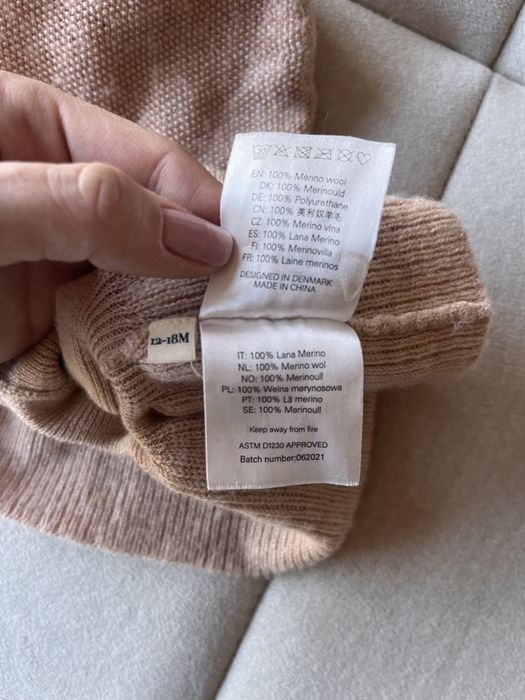 30
EN: 100% Merino wool
DK: 100% Merinould
DE: 100% Polyurethane
CN: 100% 美利奴羊毛
CZ: 100% Merino vlna
ES: 100% Lana Merino
FI: 100% Merinovilla
FR: 100% Laine merinos
DESIGNED IN DENMARK
MADE IN CHINA
12-18M
IT: 100% Lana Merino
NL: 100% Merino wol
NO: 100% Merinoull
PL: 100% Welna merynosowa
PT: 100% Lã merino
SE: 100% Merinoull
Keep away from fire
ASTM D1230 APPROVED
Batch number:062021